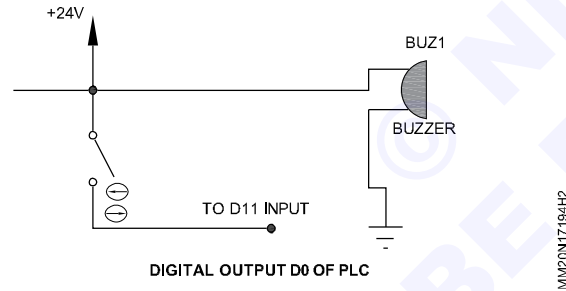 +24V
BUZ1
BUZZER
TO D11 INPUT
DIGITAL OUTPUT D0 OF PLC
MM20N17194H2